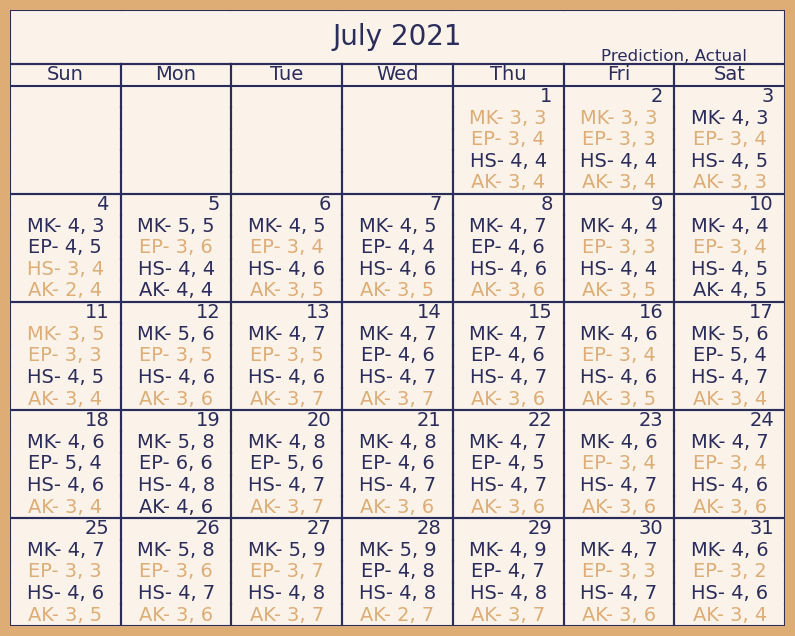 July 2021
Prediction, Actual
Sun Mon Tue Wed Thu Fri Sat
1 2 3
MK- 3, 3 MK- 3, 3 MK- 4, 3
EP- 3, 4 EP- 3, 3 EP- 3, 4
HS- 4, 4 HS- 4, 4 HS- 4, 5
AK- 3, 4 AK- 3, 4 AK- 3, 3
4 5 6 7 8 9 10
MK- 4, 3 MK- 5, 5 MK- 4, 5 MK- 4, 5 MK- 4, 7 MK- 4, 4 MK- 4, 4
EP- 4, 5 EP- 3, 6 EP- 3, 4 EP- 4, 4 EP- 4, 6 EP- 3, 3 EP- 3, 4
HS- 3, 4 HS- 4, 4 HS- 4, 6 HS- 4, 6 HS- 4, 6 HS- 4, 4 HS- 4, 5
AK- 2, 4 AK- 4, 4 AK- 3, 5 AK- 3, 5 AK- 3, 6 AK- 3, 5 AK- 4, 5
11 12 13 14 15 16 17
MK- 3, 5 MK- 5, 6 MK- 4, 7 MK- 4, 7 MK- 4, 7 MK- 4, 6 MK- 5, 6
EP- 3, 3 EP- 3, 5 EP- 3, 5 EP- 4, 6 EP- 4, 6 EP- 3, 4 EP- 5, 4
HS- 4, 5 HS- 4, 6 HS- 4, 6 HS- 4, 7 HS- 4, 7 HS- 4, 6 HS- 4, 7
AK- 3, 4 AK- 3, 6 AK- 3, 7 AK- 3, 7 AK- 3, 6 AK- 3, 5 AK- 3, 4
18 19 20 21 22 23 24
MK- 4, 6 MK- 5, 8 MK- 4, 8 MK- 4, 8 MK- 4, 7 MK- 4, 6 MK- 4, 7
EP- 5, 4 EP- 6, 6 EP- 5, 6 EP- 4, 6 EP- 4, 5 EP- 3, 4 EP- 3, 4
HS- 4, 6 HS- 4, 8 HS- 4, 7 HS- 4, 7 HS- 4, 7 HS- 4, 7 HS- 4, 6
AK- 3, 4 AK- 4, 6 AK- 3, 7 AK- 3, 6 AK- 3, 6 AK- 3, 6 AK- 3, 6
25 26 27 28 29 30 31
MK- 4, 7 MK- 5, 8 MK- 5, 9 MK- 5, 9 MK- 4, 9 MK- 4, 7 MK- 4, 6
EP- 3, 3 EP- 3, 6 EP- 3, 7 EP- 4, 8 EP- 4, 7 EP- 3, 3 EP- 3, 2
HS- 4, 6 HS- 4, 7 HS- 4, 8 HS- 4, 8 HS- 4, 8 HS- 4, 7 HS- 4, 6
AK- 3, 5 AK- 3, 6 AK- 3, 7 AK- 2, 7 AK- 3, 7 AK- 3, 6 AK- 3, 4